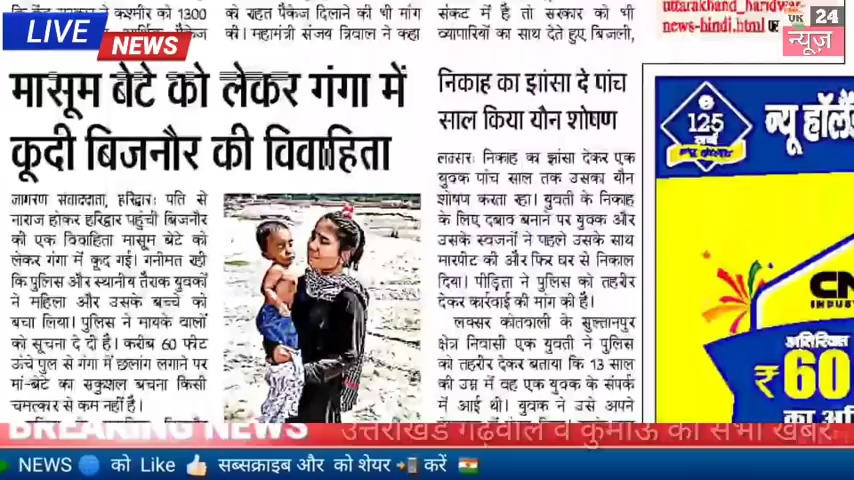 कश्मीर को 1300
को राहत पैकेज दिलाने की भी मांग
की। महामंत्री संजय त्रिवाल ने कहा
संकट में है तो सरकार को भी
व्यापारियों का साथ देते हुए बिजली,
uttarakhand_haridwar-
news-hindi.html
UK 24
न्यूज़
LIVE
NEWS
मासूम बेटे को लेकर गंगा में
कूदी बिजनौर की विवाहिता
जागरण संवाददाता, हरिद्वार: पति से
नाराज होकर हरिद्वार पहुंची बिजनौर
की एक विवाहिता मासूम बेटे को
लेकर गंगा में कूद गई। गनीमत रही
कि पुलिस और स्थानीय तैराक युवकों
ने महिला और उसके बच्चे को
बचा लिया। पुलिस ने मायके वालों
को सूचना दे दी है। करीब 60 फीट
ऊंचे पुल से गंगा में छलांग लगाने पर
मां-बेटे का सकुशल बचना किसी
चमत्कार से कम नहीं है।
निकाह का झांसा दे पांच
साल किया यौन शोषण
लक्सर: निकाह का झांसा देकर एक
युवक पांच साल तक उसका यौन
शोषण करता रहा। युवती के निकाह
के लिए दबाव बनाने पर युवक और
उसके स्वजनों ने पहले उसके साथ
मारपीट की और फिर घर से निकाल
दिया। पीड़िता ने पुलिस को तहरीर
देकर कार्रवाई की मांग की है।
लक्सर कोतवाली के सुल्तानपुर
क्षेत्र निवासी एक युवती ने पुलिस
को तहरीर देकर बताया कि 13 साल
की उम्र में वह एक युवक के संपर्क
में आई थी। युवक ने उसे अपने
125
वर्ष
न्यू हॉलैं
CN
INDUS
अतिरिक्त
₹60
का अ
BREAKING NEWS
उत्तराखंड गढ़वाल व कुमाऊं की सभी खबरें
NEWS 🌐 को Like 👍 सब्सक्राइब और को शेयर 📲 करें 🇮🇳